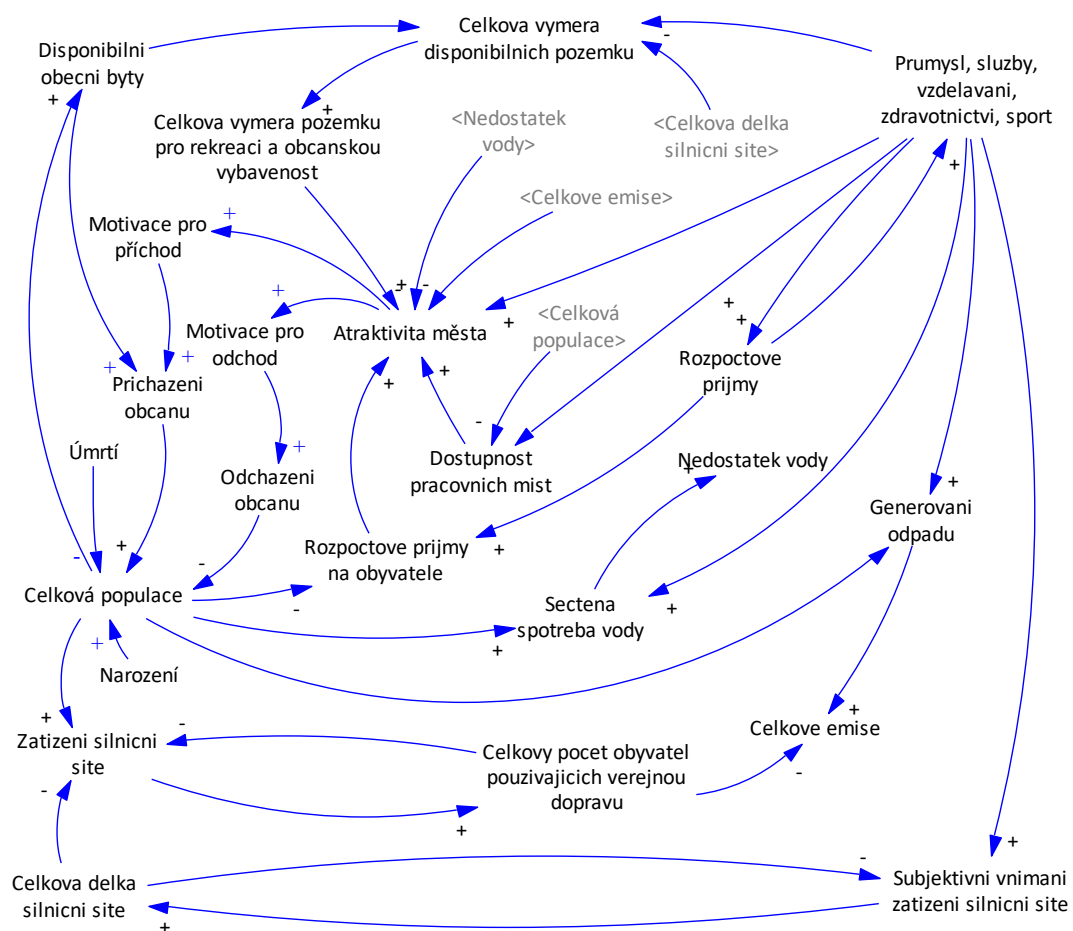 Celkova vymera
disponibilnich pozemku
Disponibilni
obecni byty
Prumysl, sluzby,
vzdelavani,
zdravotnictvi, sport
Celkova vymera pozemku
pro rekreaci a obcanskou
vybavenost
<Nedostatek
vody>
<Celkova delka
silnicni site>
<Celkove emise>
Motivace pro
příchod
Motivace pro
odchod
Atraktivita města
<Celková
populace>
Rozpoctove
prijmy
Prichazeni
obcanu
Úmrtí
Odchazeni
obcanu
Dostupnost
pracovnich mist
Nedostatek vody
Generovani
odpadu
Rozpoctove prijmy
na obyvatele
Celková populace
Sectena
spotreba vody
Narození
Zatizeni silnicni
site
Celkovy pocet obyvatel
pouzivajicich verejnou
dopravu
Celkove emise
Celkova delka
silnicni site
Subjektivni vnimani
zatizeni silnicni site